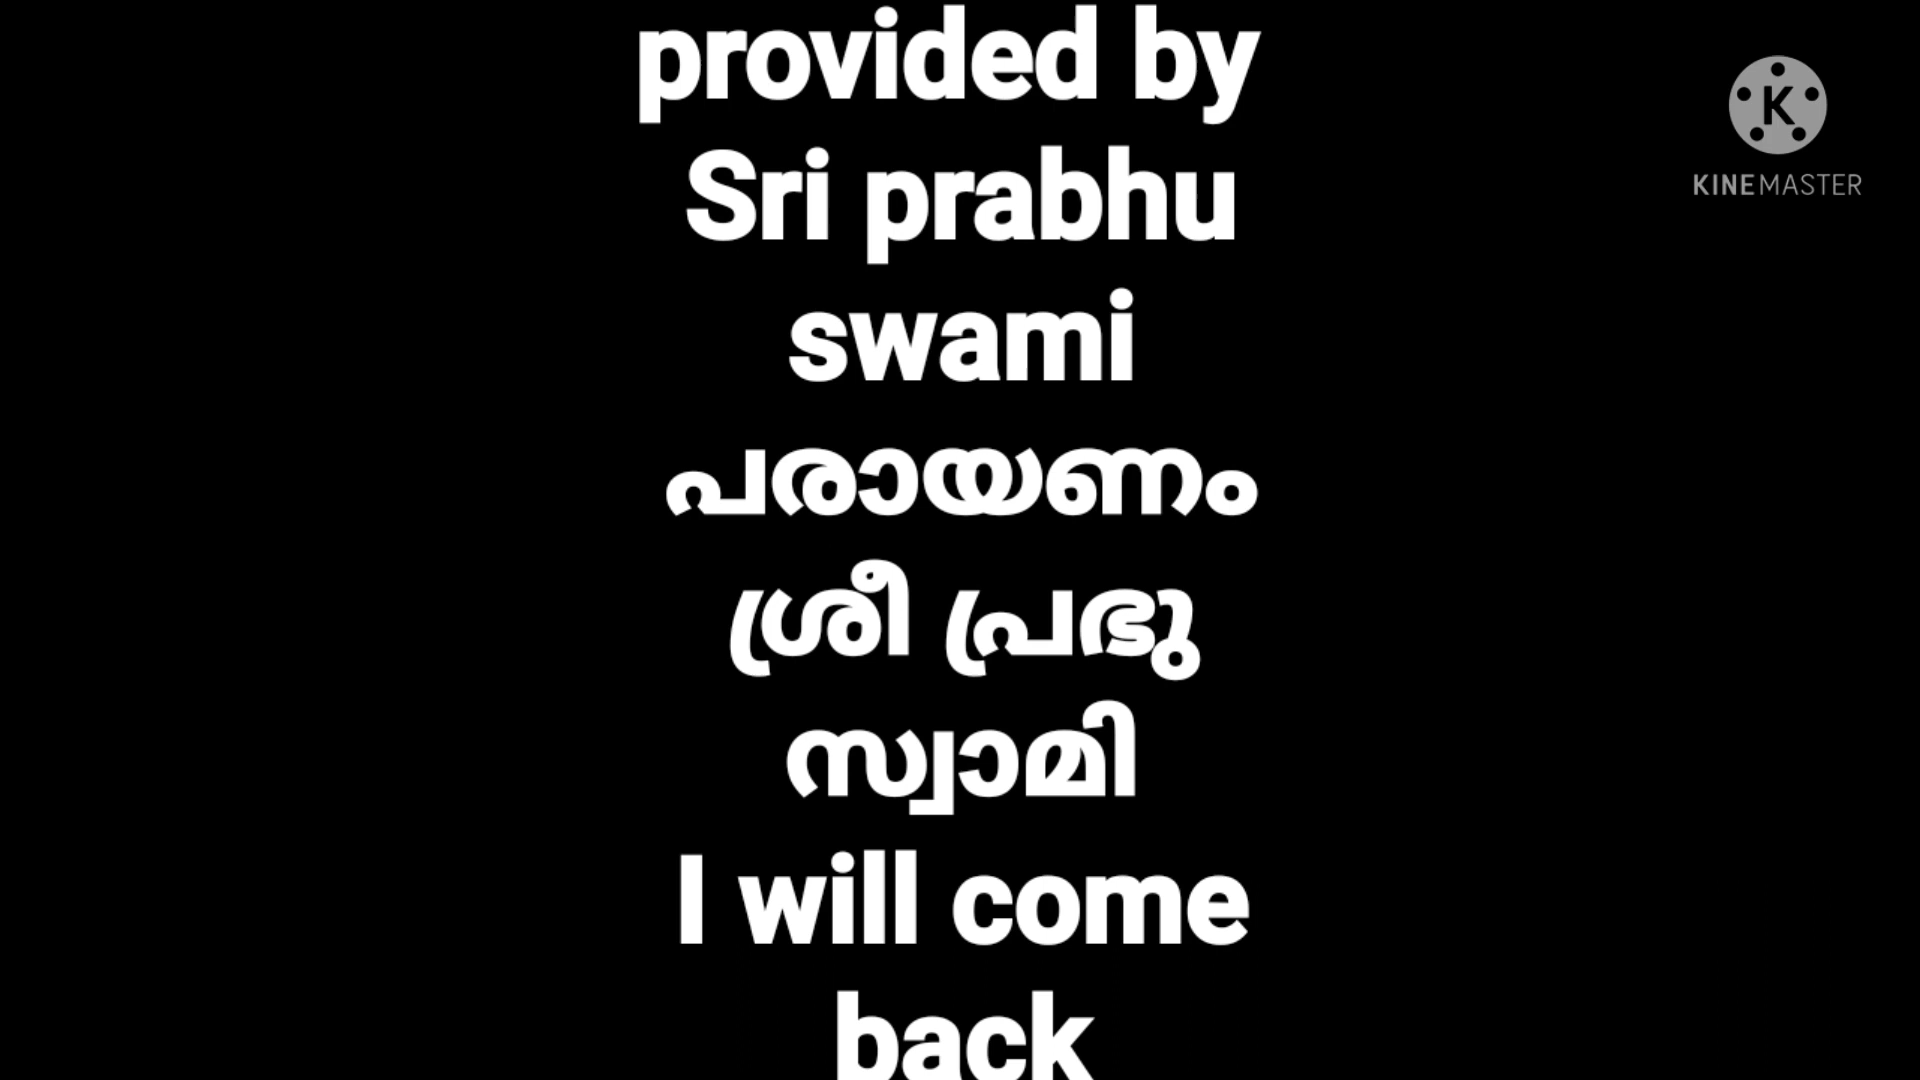 provided by
Sri prabhu
swami
പരായണം
ശ്രീ പ്രഭു
സ്വാമി
I will come
back
K
KINEMASTER